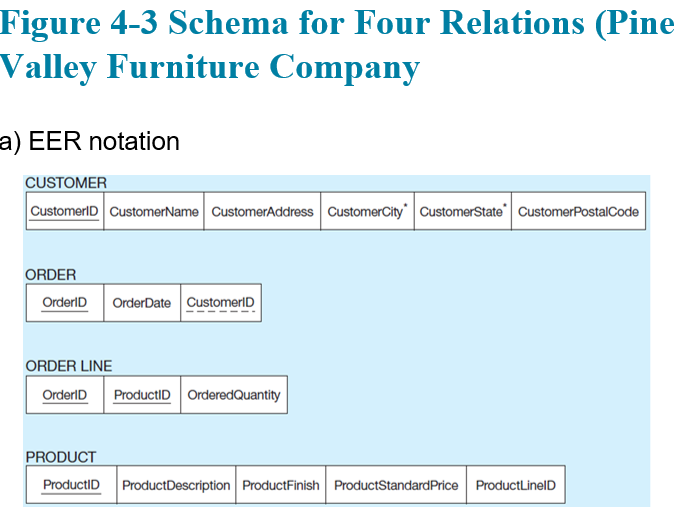 Figure 4-3 Schema for Four Relations (Pine
Valley Furniture Company
a) EER notation
CUSTOMER
CustomerID CustomerName CustomerAddress CustomerCity* CustomerState* CustomerPostalCode
ORDER
OrderID OrderDate CustomerID
ORDER LINE
OrderID ProductID OrderedQuantity
PRODUCT
ProductID ProductDescription ProductFinish ProductStandardPrice ProductLineID